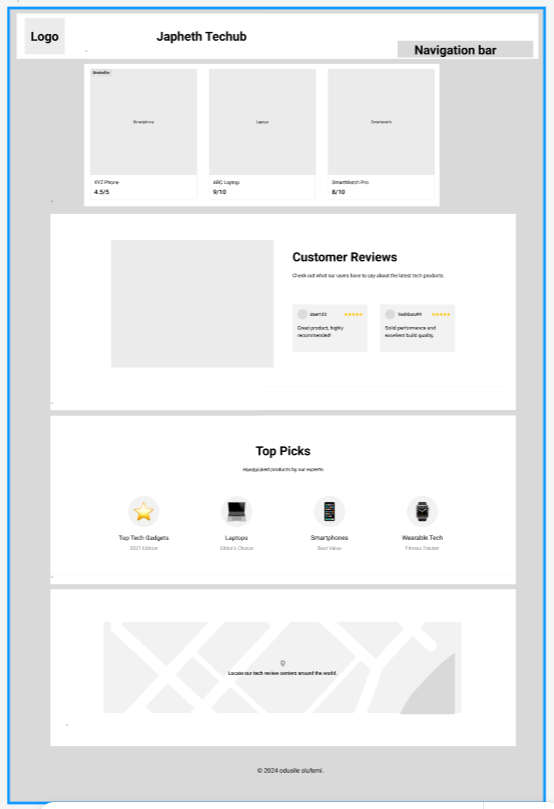 Logo
Japheth Techub
Navigation bar
Bestseller
Smartphone
Laptop
Smartwatch
XYZ Phone
4.5/5
ABC Laptop
9/10
SmartWatch Pro
8/10
Customer Reviews
Check out what our users have to say about the latest tech products.
user123
★★★★★
Great product, highly
recommended!
techguru99
★★★★★
Solid performance and
excellent build quality.
Top Picks
Handpicked products by our experts
Top Tech Gadgets
2021 Edition
Laptops
Editor's Choice
Smartphones
Best Value
Wearable Tech
Fitness Tracker
Locate our tech review centers around the world.
© 2024 odusile olufemi.